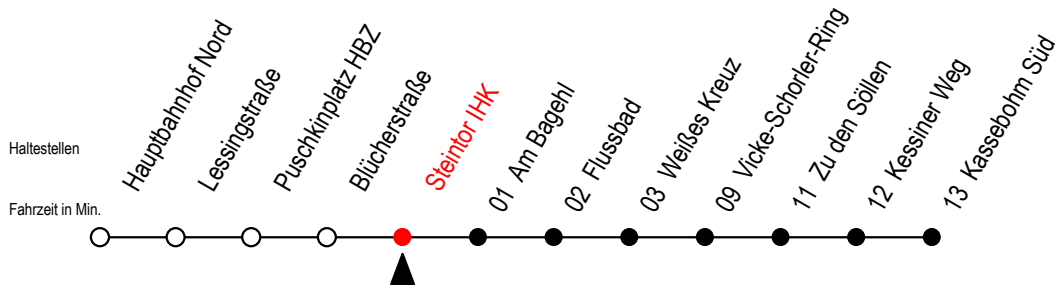 Haltestellen
Fahrzeit in Min.
Hauptbahnhof Nord
Lessingstraße
Puschkinplatz HBZ
Blücherstraße
Steintor IHK
01 Am Bagehl
02 Flussbad
03 Weißes Kreuz
09 Vicke-Schorler-Ring
11 Zu den Söllen
12 Kessiner Weg
13 Kassebohm Süd